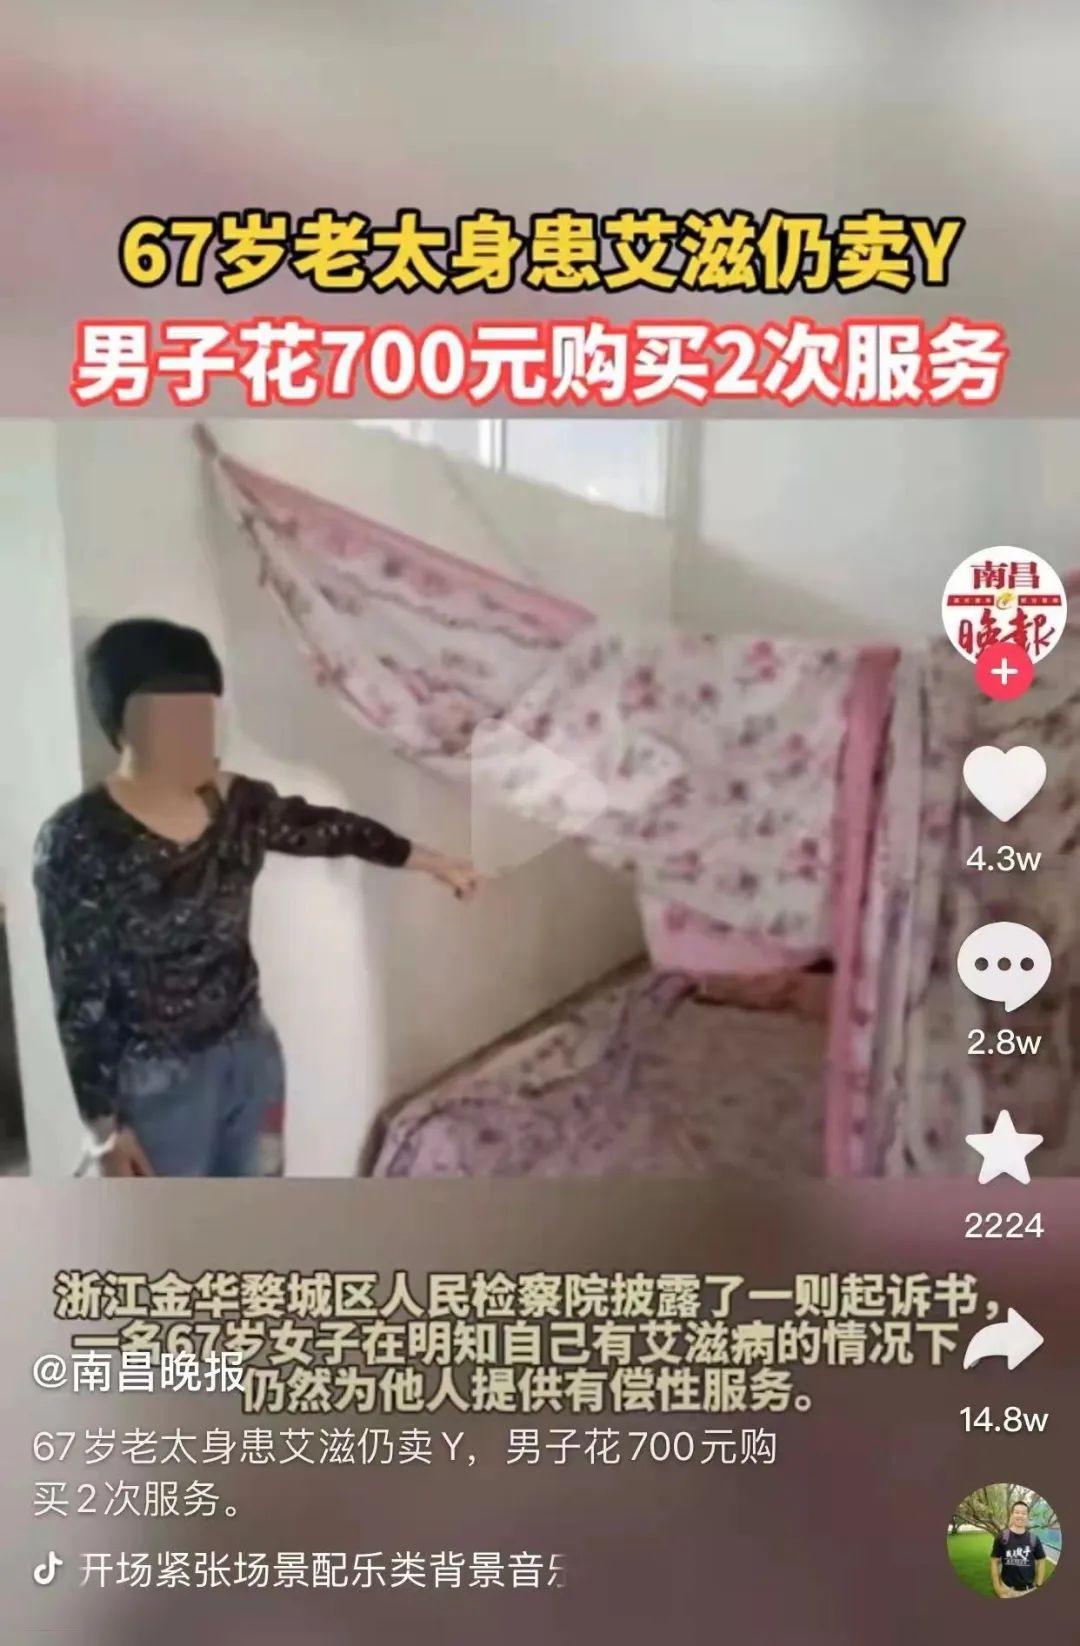 67岁老太身患艾滋仍卖Y
男子花700元购买2次服务
南昌
晚报
4.3w
2.8w
2224
浙江金华婺城区人民检察院披露了一则起诉书，
一名67岁女子在明知自己有艾滋病的情况下
仍然为他人提供有偿性服务。
14.8w
@南昌晚报
67岁老太身患艾滋仍卖Y，男子花700元购
买2次服务。
开场紧张场景配乐类背景音乐